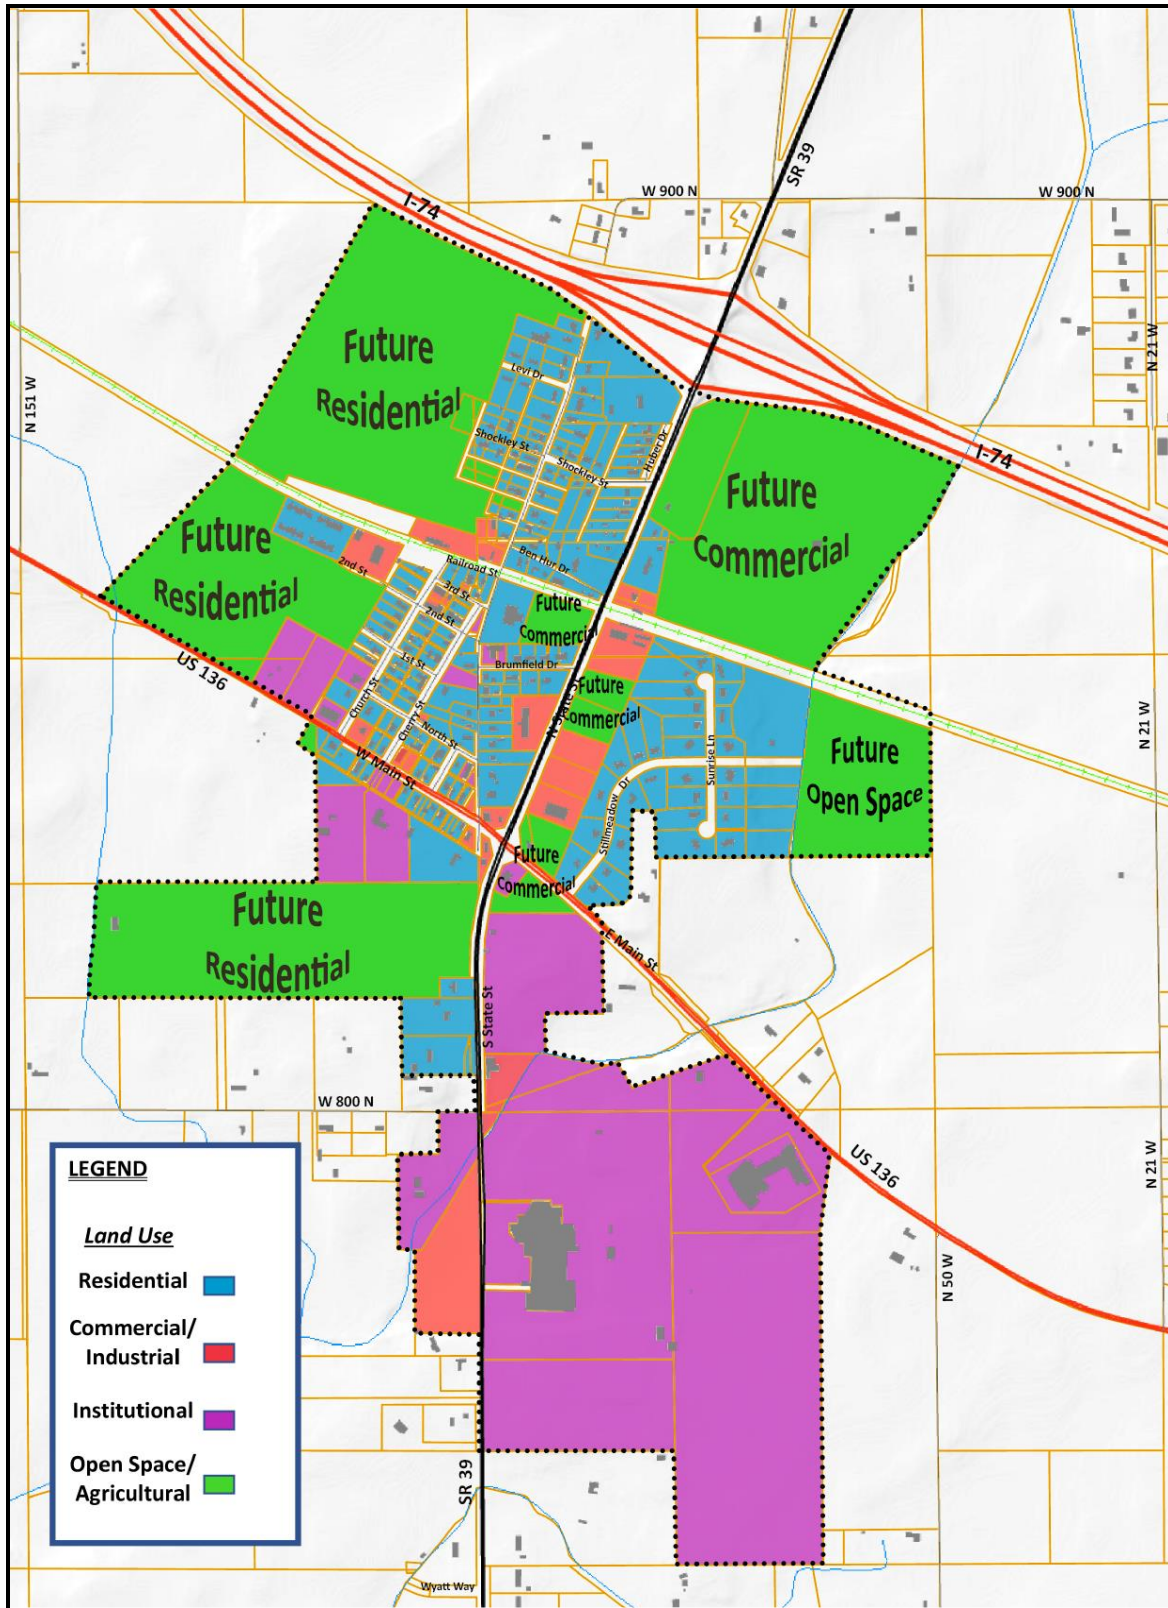 SR 39
W 900 N
W 900 N
I-74
Future
Residential
Levi Dr
N 21 W
N 151 W
Shockley St
Shockley St
Huber Dr
I-74
Future
Commercial
Future
Residential
2nd St
Railroad St
Ben Hur Dr
3rd St
2nd St
Future
Commercial
1st St
Brumfield Dr
US 136
Church St
Cherry St
North St
N State St
Future
Commercial
Sunrise Ln
N 21 W
Future
Open Space
W Main St
Stillmeadow Dr
Future
Commercial
Future
Residential
E Main St
S State St
W 800 N
US 136
N 21 W
N 50 W
LEGEND
Land Use
Residential
Commercial/
Industrial
Institutional
Open Space/
Agricultural
SR 39
Wyatt Way